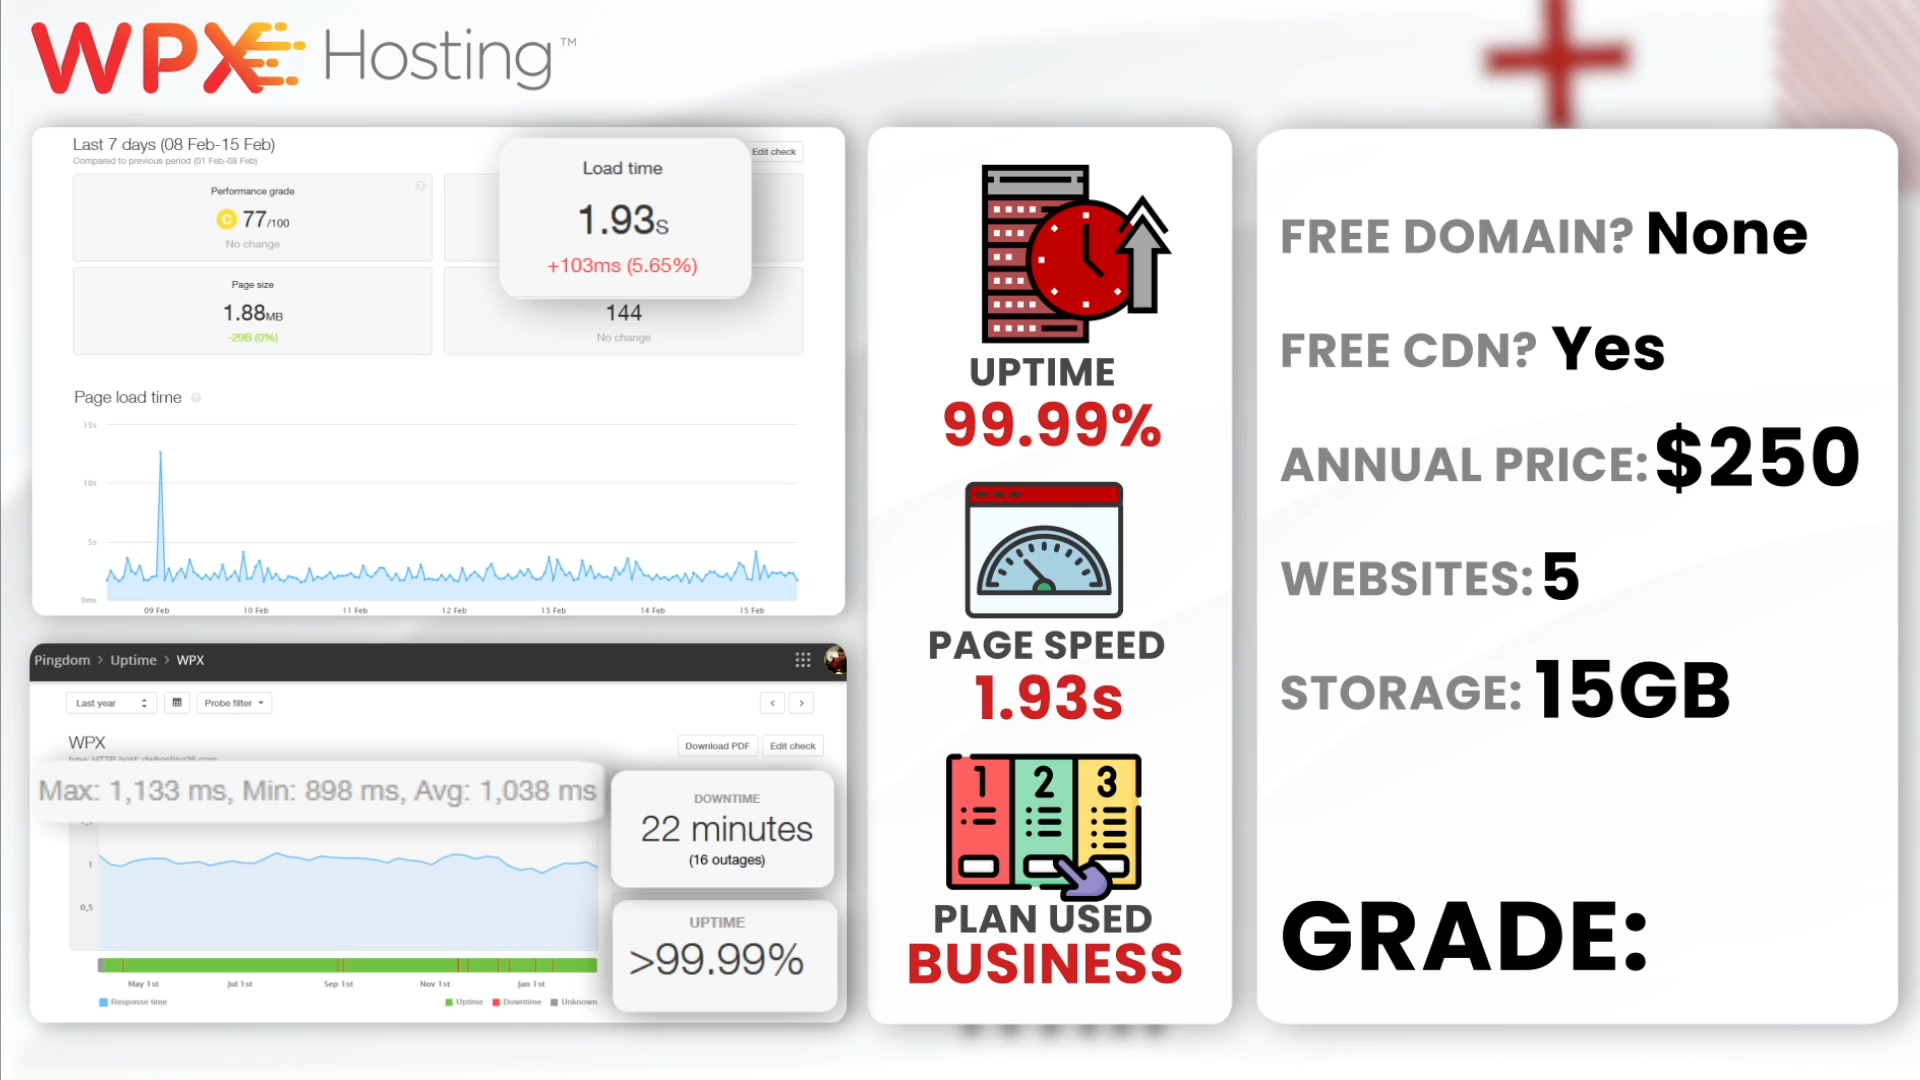 WPX Hosting™
Last 7 days (08 Feb-15 Feb)
Compared to previous period (01 Feb-08 Feb)
Edit check
Performance grade
C 77/100
No change
Load time
1.93s
+103ms (5.65%)
Page size
1.88MB
-29B (0%)
144
No change
Page load time
15s
10s
5s
0ms
09 Feb 10 Feb 11 Feb 12 Feb 13 Feb 14 Feb 15 Feb
Pingdom > Uptime > WPX
Last year Probe filter
WPX
Download PDF Edit check
Max: 1,133 ms, Min: 898 ms, Avg: 1,038 ms
1
0,5
May 1st Jul 1st Sep 1st Nov 1st Jan 1st
Response time Uptime Downtime Unknown
DOWNTIME
22 minutes
(16 outages)
UPTIME
>99.99%
UPTIME
99.99%
PAGE SPEED
1.93s
1 2 3
PLAN USED
BUSINESS
FREE DOMAIN? None
FREE CDN? Yes
ANNUAL PRICE: $250
WEBSITES: 5
STORAGE: 15GB
GRADE: